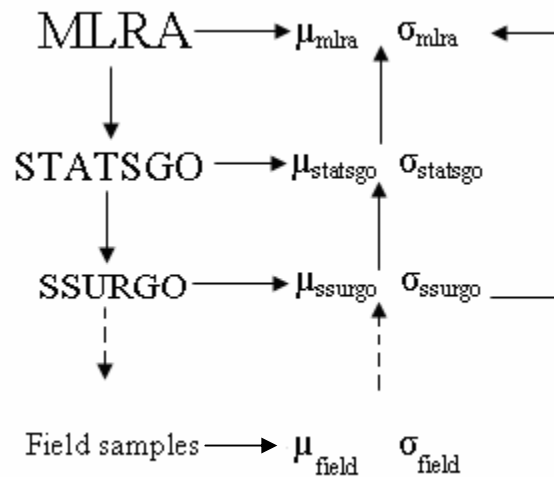 MLRA μmlra σmlra
STATSGO μstatsgo σstatsgo
SSURGO μssurgo σssurgo
Field samples μfield σfield